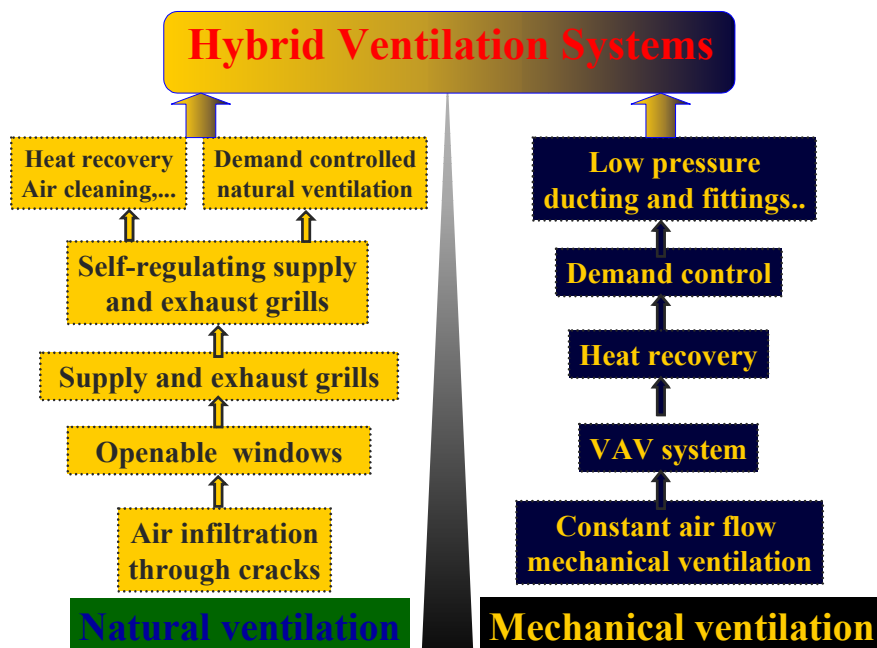 Hybrid Ventilation Systems
Heat recovery
Air cleaning,...
Demand controlled
natural ventilation
Self-regulating supply
and exhaust grills
Supply and exhaust grills
Openable windows
Air infiltration
through cracks
Natural ventilation
Low pressure
ducting and fittings..
Demand control
Heat recovery
VAV system
Constant air flow
mechanical ventilation
Mechanical ventilation